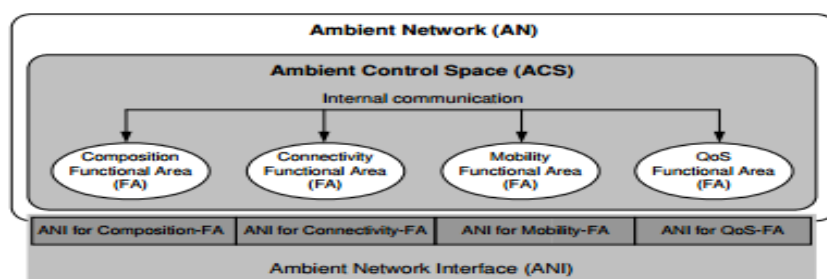 Ambient Network (AN)
Ambient Control Space (ACS)
Internal communication
Composition
Functional Area
(FA)
Connectivity
Functional Area
(FA)
Mobility
Functional Area
(FA)
QoS
Functional Area
(FA)
ANI for Composition-FA
ANI for Connectivity-FA
ANI for Mobility-FA
ANI for QoS-FA
Ambient Network Interface (ANI)